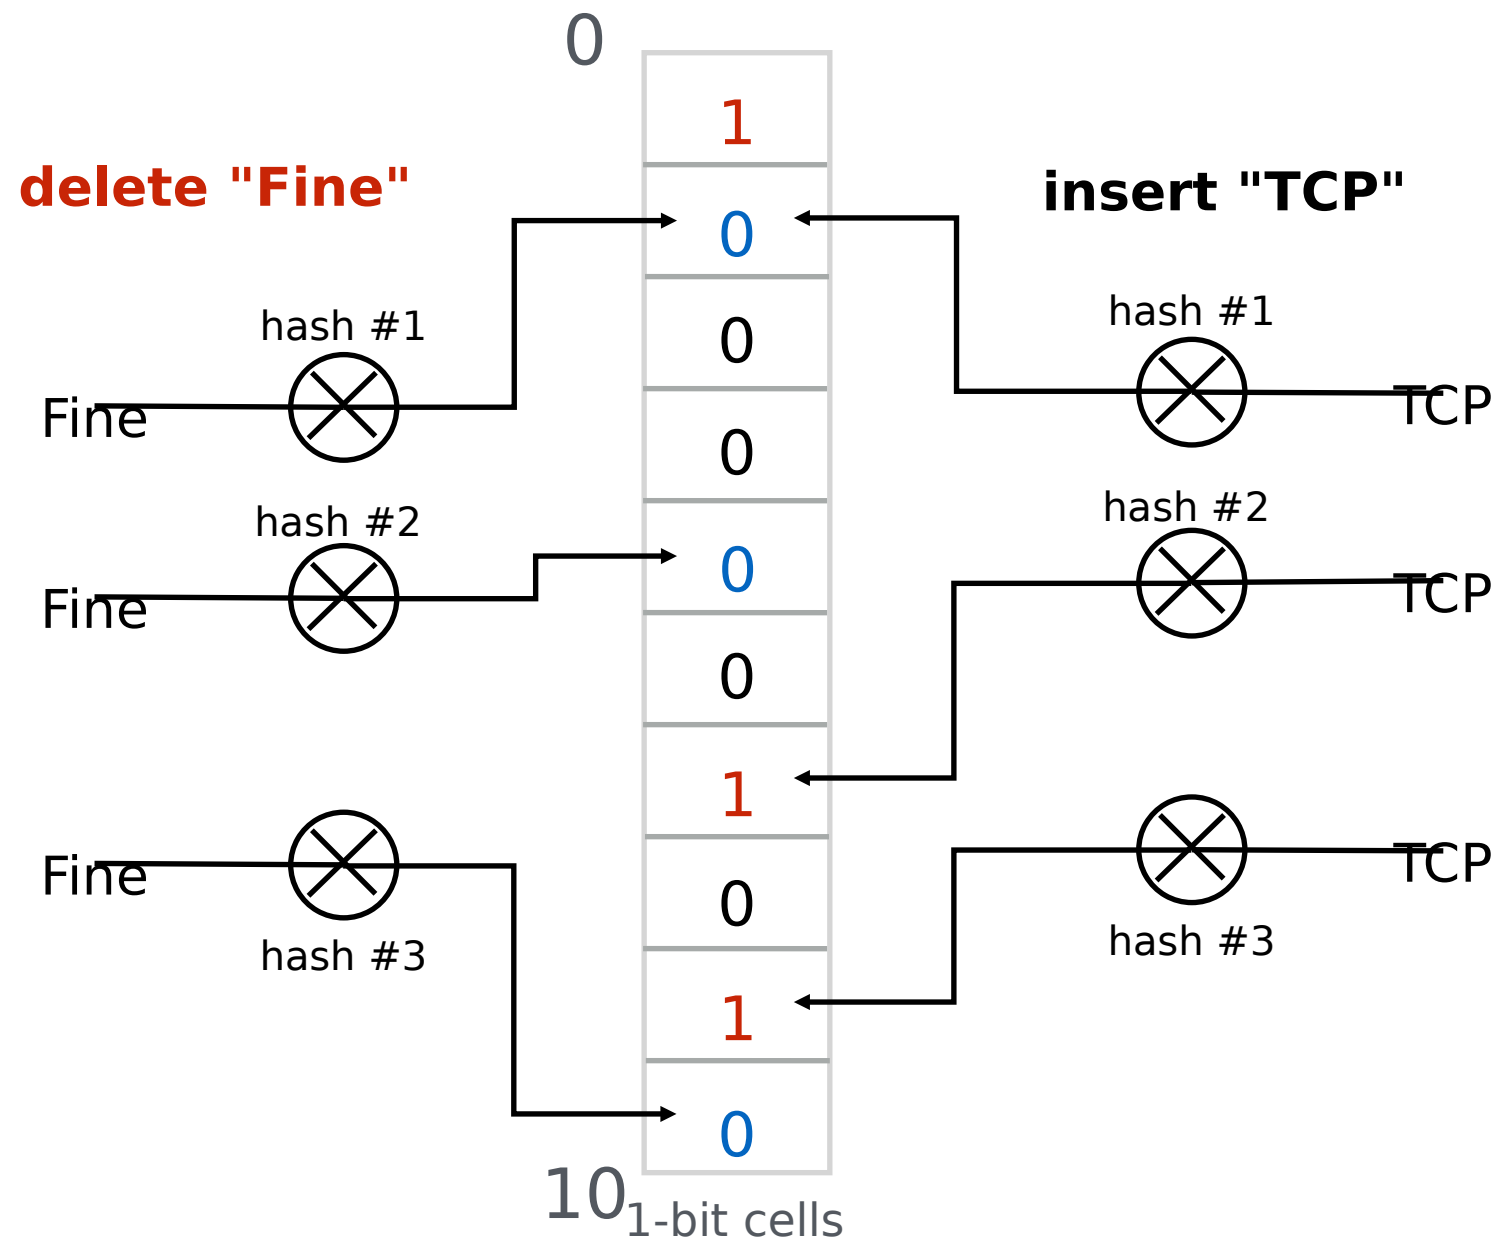 0
1
delete "Fine"
insert "TCP"
0
hash #1
hash #1
0
Fine
TCP
0
hash #2
hash #2
0
Fine
TCP
0
1
Fine
TCP
0
hash #3
hash #3
1
0
10
1-bit cells